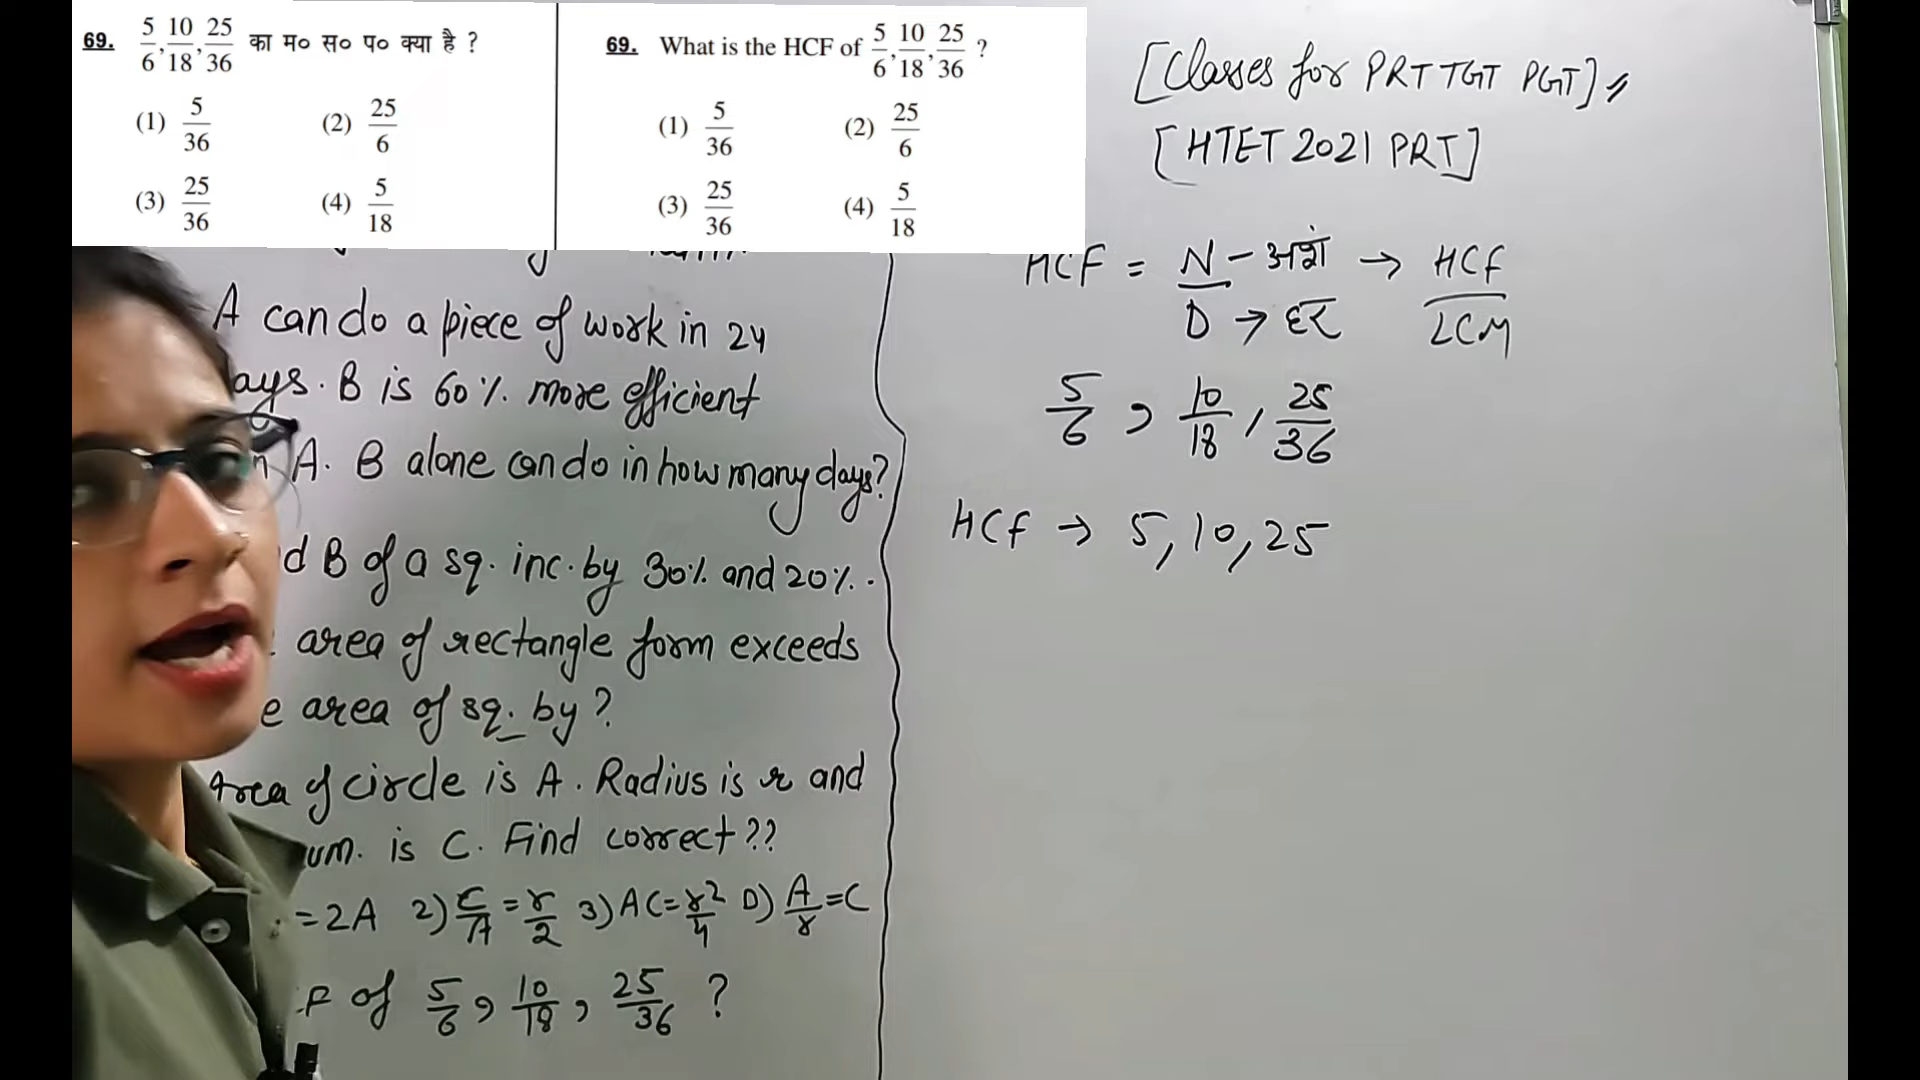 69. 5/6, 10/18, 25/36 का म० स० प० क्या है ?
(1) 5/36 (2) 25/6
(3) 25/36 (4) 5/18
69. What is the HCF of 5/6, 10/18, 25/36 ?
(1) 5/36 (2) 25/6
(3) 25/36 (4) 5/18
A can do a piece of work in 24
ays. B is 60% more efficient
n A. B alone can do in how many days?
d B of a sq. inc. by 30% and 20%.
area of rectangle form exceeds
e area of sq. by?
Area of circle is A. Radius is r and
um. is C. Find correct??
=2A 2) C/A = r/2 3) AC = r²/4 D) A/r = C
F of 5/6, 10/18, 25/36 ?
[Classes for PRT TGT PGT]
[HTET 2021 PRT]
HCF = N - अंश → HCF
D → हर LCM
5/6, 10/18, 25/36
HCF → 5, 10, 25